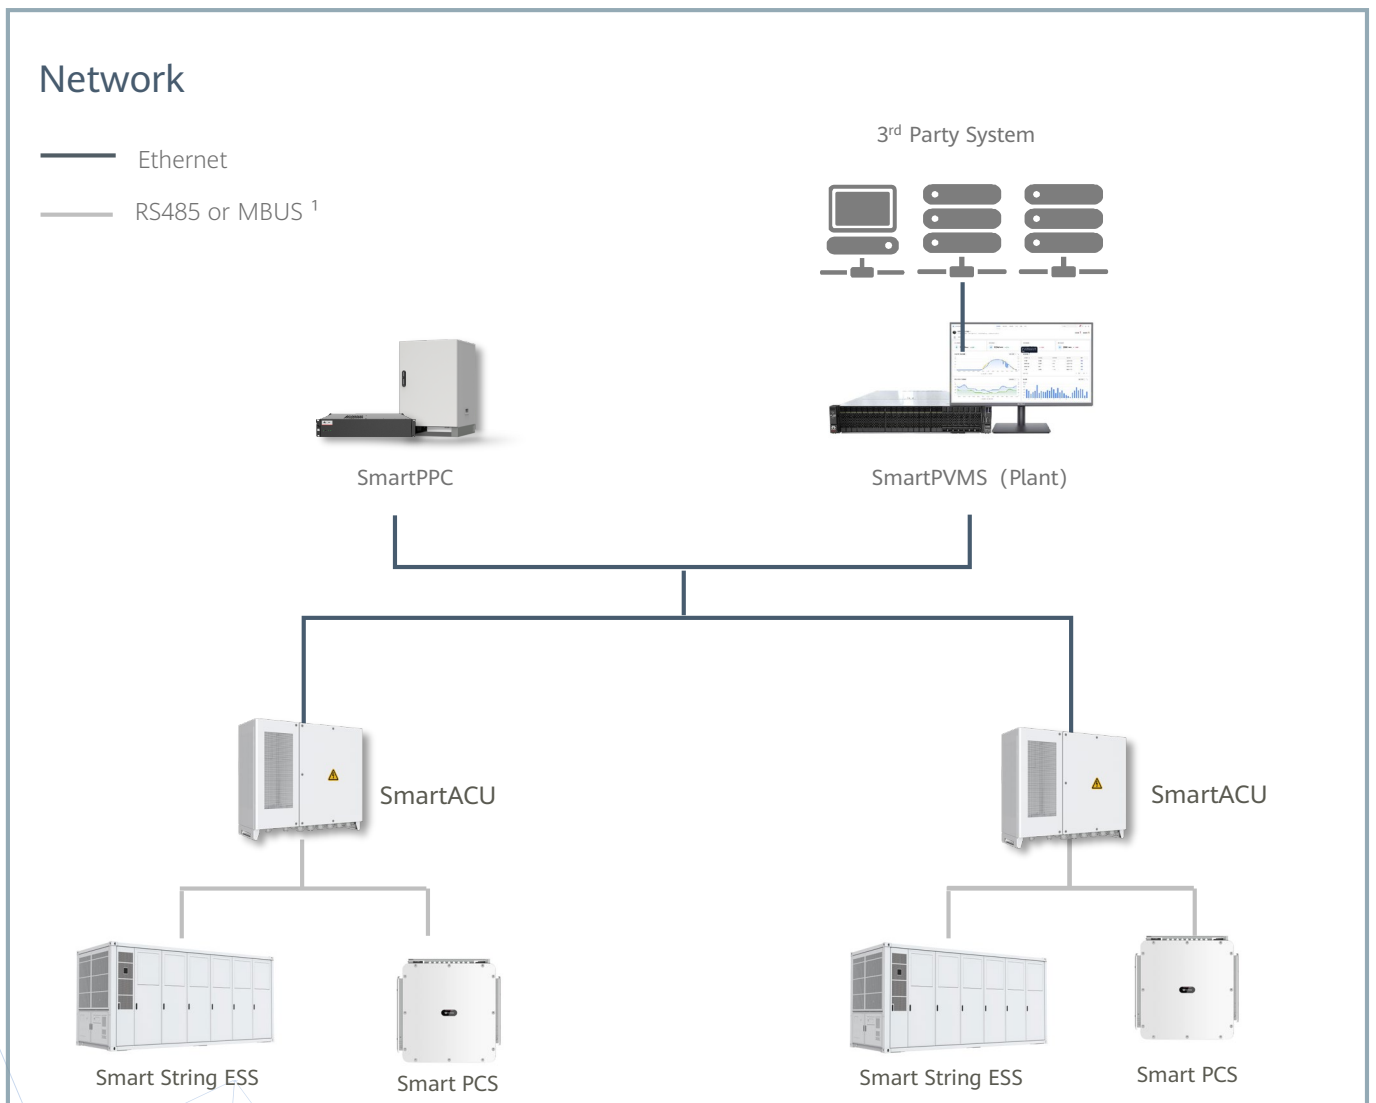 Network
Ethernet
RS485 or MBUS ¹
3rd Party System
SmartPPC
SmartPVMS (Plant)
SmartACU
SmartACU
Smart String ESS
Smart PCS
Smart String ESS
Smart PCS